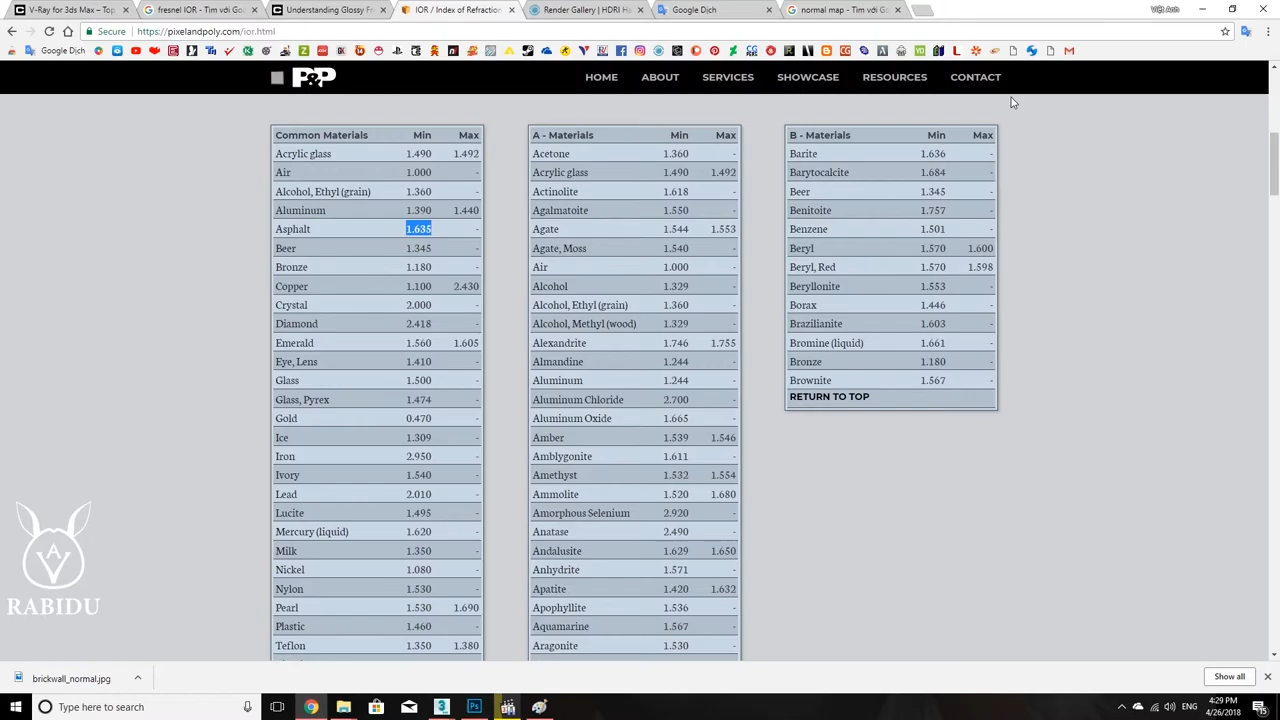 V-Ray for 3ds Max – Top
fresnel IOR - Tìm với Go
Understanding Glossy Fr
IOR / Index of Refraction
Render Gallery | HDRI Ha
Google Dịch
normal map - Tìm với Go
Việt Anh
Secure https://pixelandpoly.com/ior.html
Google Dịch
P&P
HOME ABOUT SERVICES SHOWCASE RESOURCES CONTACT
Common Materials Min Max
Acrylic glass 1.490 1.492
Air 1.000 -
Alcohol, Ethyl (grain) 1.360 -
Aluminum 1.390 1.440
Asphalt 1.635 -
Beer 1.345 -
Bronze 1.180 -
Copper 1.100 2.430
Crystal 2.000 -
Diamond 2.418 -
Emerald 1.560 1.605
Eye, Lens 1.410 -
Glass 1.500 -
Glass, Pyrex 1.474 -
Gold 0.470 -
Ice 1.309 -
Iron 2.950 -
Ivory 1.540 -
Lead 2.010 -
Lucite 1.495 -
Mercury (liquid) 1.620 -
Milk 1.350 -
Nickel 1.080 -
Nylon 1.530 -
Pearl 1.530 1.690
Plastic 1.460 -
Teflon 1.350 1.380
A - Materials Min Max
Acetone 1.360 -
Acrylic glass 1.490 1.492
Actinolite 1.618 -
Agalmatoite 1.550 -
Agate 1.544 1.553
Agate, Moss 1.540 -
Air 1.000 -
Alcohol 1.329 -
Alcohol, Ethyl (grain) 1.360 -
Alcohol, Methyl (wood) 1.329 -
Alexandrite 1.746 1.755
Almandine 1.244 -
Aluminum 1.244 -
Aluminum Chloride 2.700 -
Aluminum Oxide 1.665 -
Amber 1.539 1.546
Amblygonite 1.611 -
Amethyst 1.532 1.554
Ammolite 1.520 1.680
Amorphous Selenium 2.920 -
Anatase 2.490 -
Andalusite 1.629 1.650
Anhydrite 1.571 -
Apatite 1.420 1.632
Apophyllite 1.536 -
Aquamarine 1.567 -
Aragonite 1.530 -
B - Materials Min Max
Barite 1.636 -
Barytocalcite 1.684 -
Beer 1.345 -
Benitoite 1.757 -
Benzene 1.501 -
Beryl 1.570 1.600
Beryl, Red 1.570 1.598
Beryllonite 1.553 -
Borax 1.446 -
Brazilianite 1.603 -
Bromine (liquid) 1.661 -
Bronze 1.180 -
Brownite 1.567 -
RETURN TO TOP
RABIDU
brickwall_normal.jpg
Show all
Type here to search
ENG
4:29 PM
4/26/2018